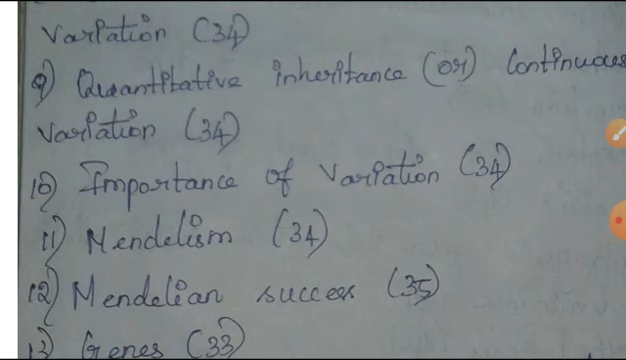 Variation (34)
9) Quantitative inheritance (or) continuous
variation (34)
10) Importance of Variation (34)
11) Mendelism (34)
12) Mendelian success (35)
13) Genes (33)